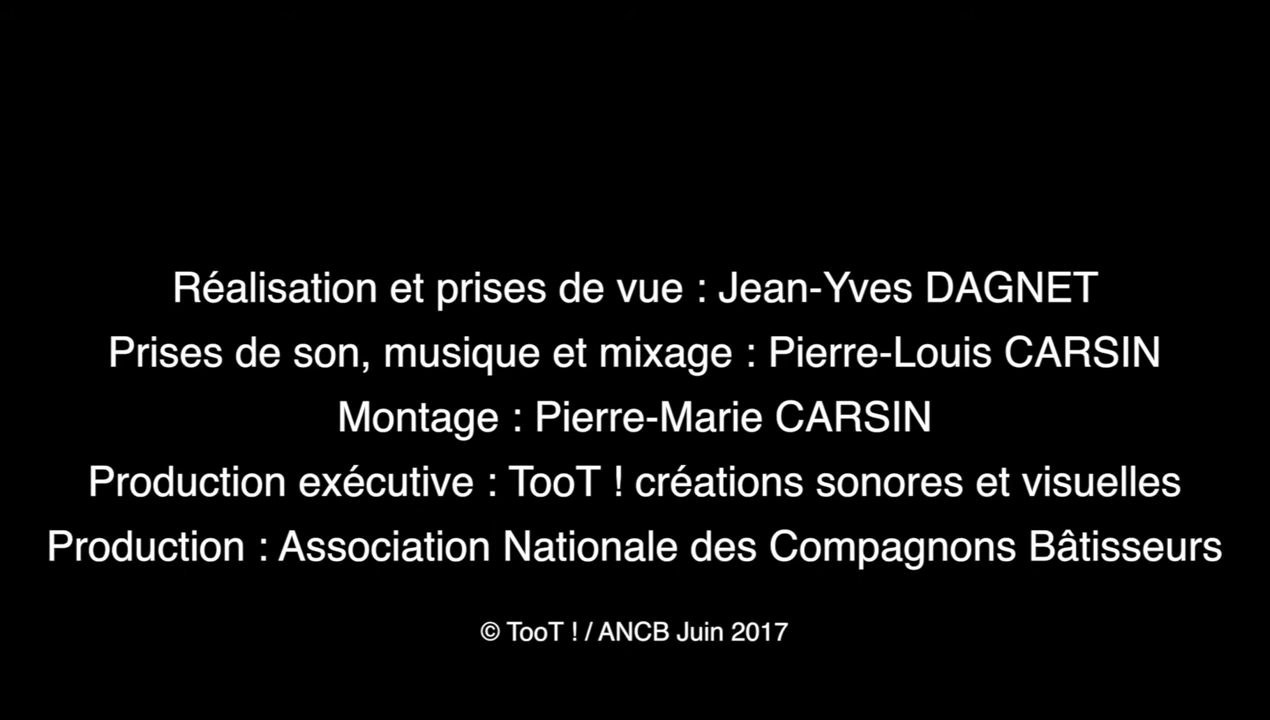 Réalisation et prises de vue : Jean-Yves DAGNET
Prises de son, musique et mixage : Pierre-Louis CARSIN
Montage : Pierre-Marie CARSIN
Production exécutive : TooT ! créations sonores et visuelles
Production : Association Nationale des Compagnons Bâtisseurs
© TooT ! / ANCB Juin 2017